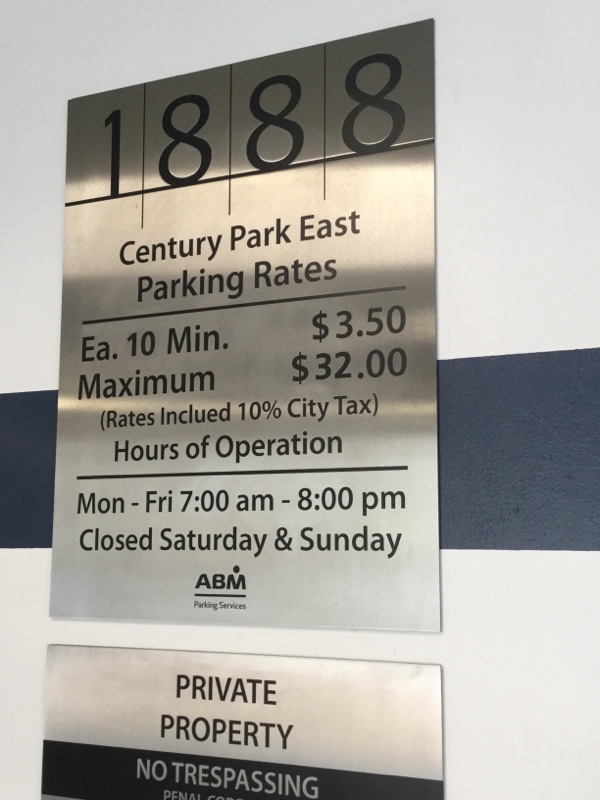 1888
Century Park East
Parking Rates
Ea. 10 Min. $3.50
Maximum $32.00
(Rates Inclued 10% City Tax)
Hours of Operation
Mon - Fri 7:00 am - 8:00 pm
Closed Saturday & Sunday
ABM
Parking Services
PRIVATE
PROPERTY
NO TRESPASSING
PENAL